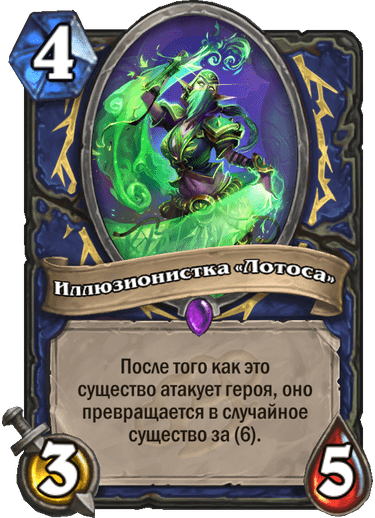 4
Иллюзионистка «Лотоса»
После того как это
существо атакует героя, оно
превращается в случайное
существо за (6).
3
5